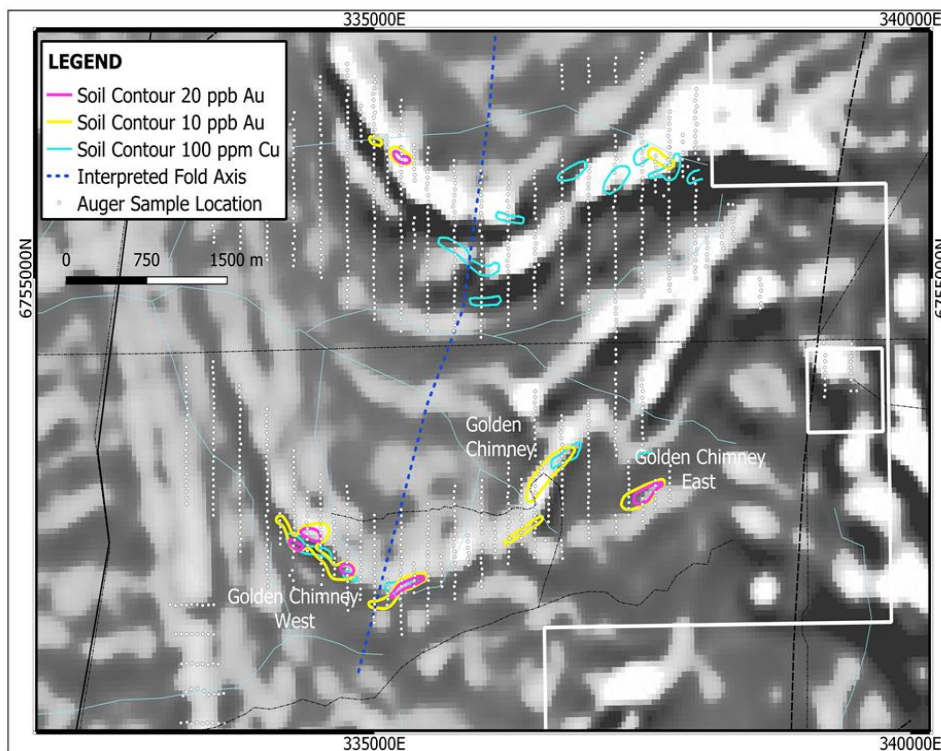 335000E
340000E
LEGEND
Soil Contour 20 ppb Au
Soil Contour 10 ppb Au
Soil Contour 100 ppm Cu
Interpreted Fold Axis
Auger Sample Location
0 750 1500 m
6755000N
6755000N
Golden
Chimney
Golden Chimney
East
Golden Chimney
West
335000E
340000E